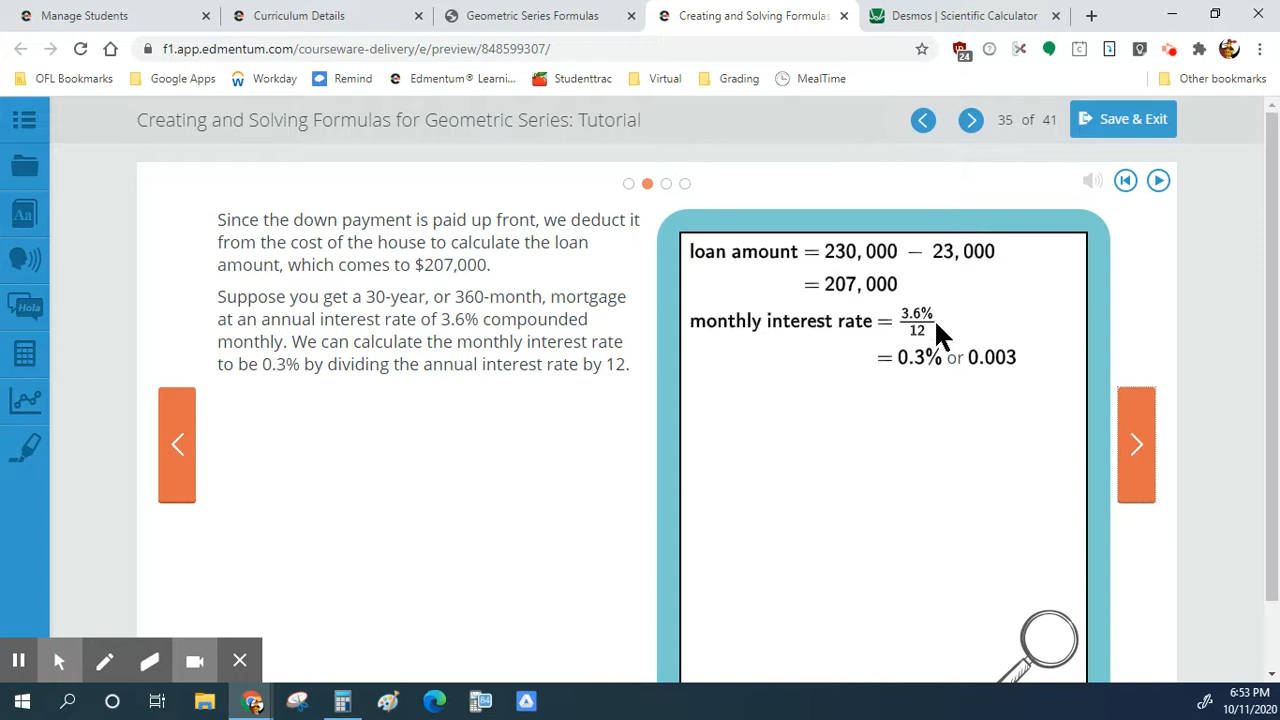 Manage Students
Curriculum Details
Geometric Series Formulas
Creating and Solving Formulas
Desmos | Scientific Calculator
f1.app.edmentum.com/courseware-delivery/e/preview/848599307/
24
OFL Bookmarks
Google Apps
Workday
Remind
Edmentum® Learni...
Studenttrac
Virtual
Grading
MealTime
Other bookmarks
Creating and Solving Formulas for Geometric Series: Tutorial
35 of 41
Save & Exit
Aa
Hola
Since the down payment is paid up front, we deduct it
from the cost of the house to calculate the loan
amount, which comes to $207,000.
Suppose you get a 30-year, or 360-month, mortgage
at an annual interest rate of 3.6% compounded
monthly. We can calculate the monthly interest rate
to be 0.3% by dividing the annual interest rate by 12.
loan amount = 230,000 − 23,000
= 207,000
monthly interest rate = 3.6%/12
= 0.3% or 0.003
6:53 PM
10/11/2020